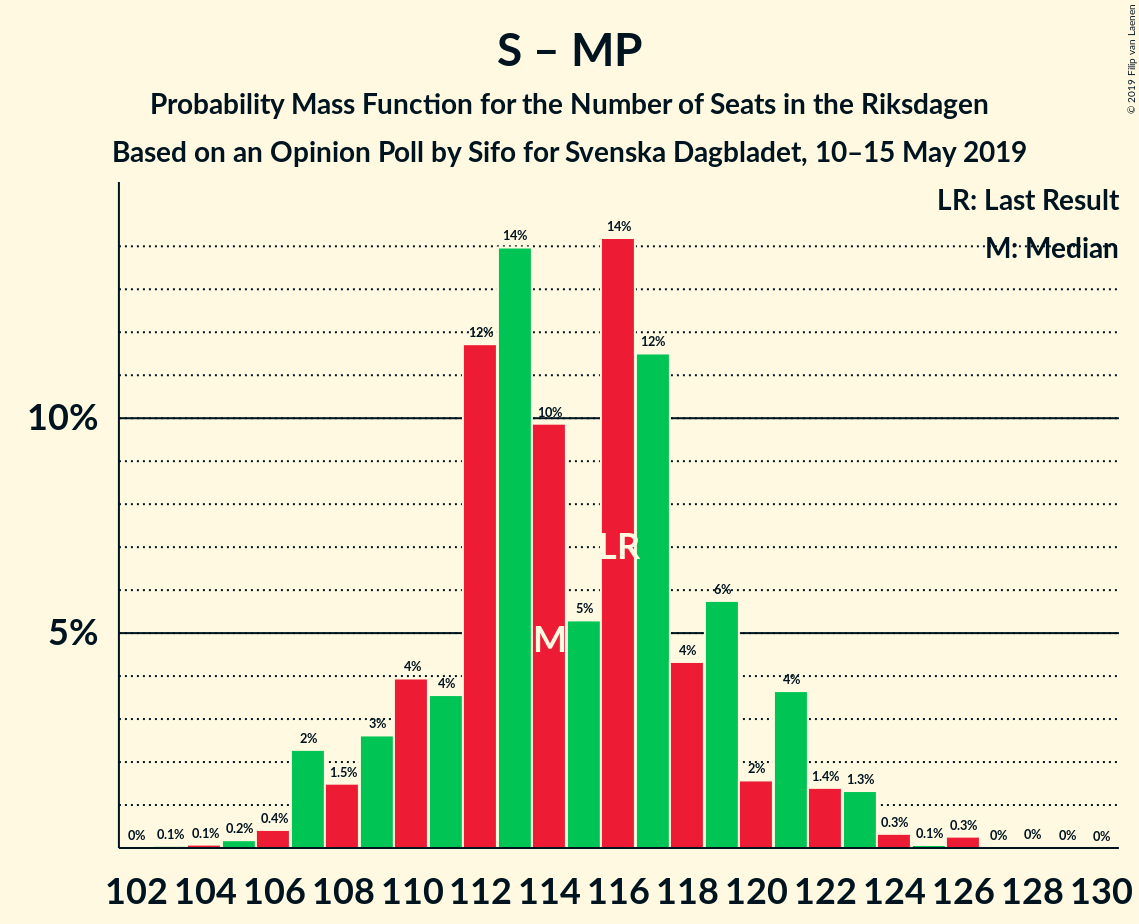 S – MP
Probability Mass Function for the Number of Seats in the Riksdagen
Based on an Opinion Poll by Sifo for Svenska Dagbladet, 10–15 May 2019
© 2019 Filip van Laenen
LR: Last Result
M: Median
10%
5%
0% 0.1% 0.1% 0.2% 0.4% 2% 1.5% 3% 4% 4% 12% 14% 10% 5% 14% 12% 4% 6% 2% 4% 1.4% 1.3% 0.3% 0.1% 0.3% 0% 0% 0% 0%
LR
M
102 104 106 108 110 112 114 116 118 120 122 124 126 128 130